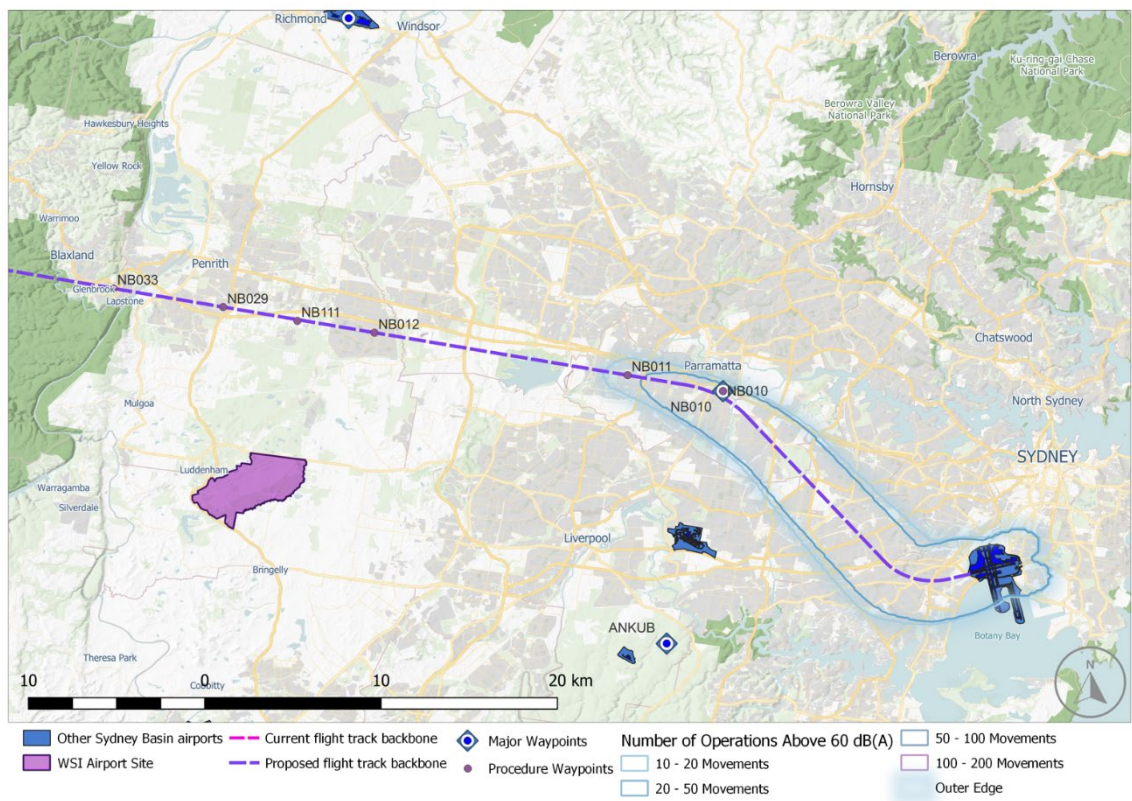 Richmond
Windsor
Berowra
Ku-ring-gai Chase
National Park
Berowra Valley
National Park
Hawkesbury Heights
Yellow Rock
Hornsby
Warrimoo
Blaxland
Penrith
NB033
Glenbrook
Lapstone
NB029
NB111
NB012
Chatswood
NB011
Parramatta
NB010
NB010
Mulgoa
North Sydney
SYDNEY
Luddenham
Warragamba
Silverdale
Liverpool
Bringelly
ANKUB
Botany Bay
Theresa Park
Cobbitty
N
10 0 10 20 km
Other Sydney Basin airports
WSI Airport Site
Current flight track backbone
Proposed flight track backbone
Major Waypoints
Procedure Waypoints
Number of Operations Above 60 dB(A)
10 - 20 Movements
20 - 50 Movements
50 - 100 Movements
100 - 200 Movements
Outer Edge